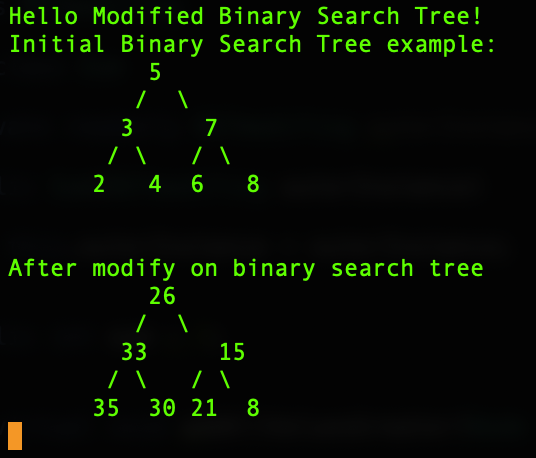 Hello Modified Binary Search Tree!
Initial Binary Search Tree example:
          5
         /  \
        3     7
       / \   / \
      2   4  6   8
After modify on binary search tree
          26
         /  \
        33     15
       / \   / \
      35  30 21  8